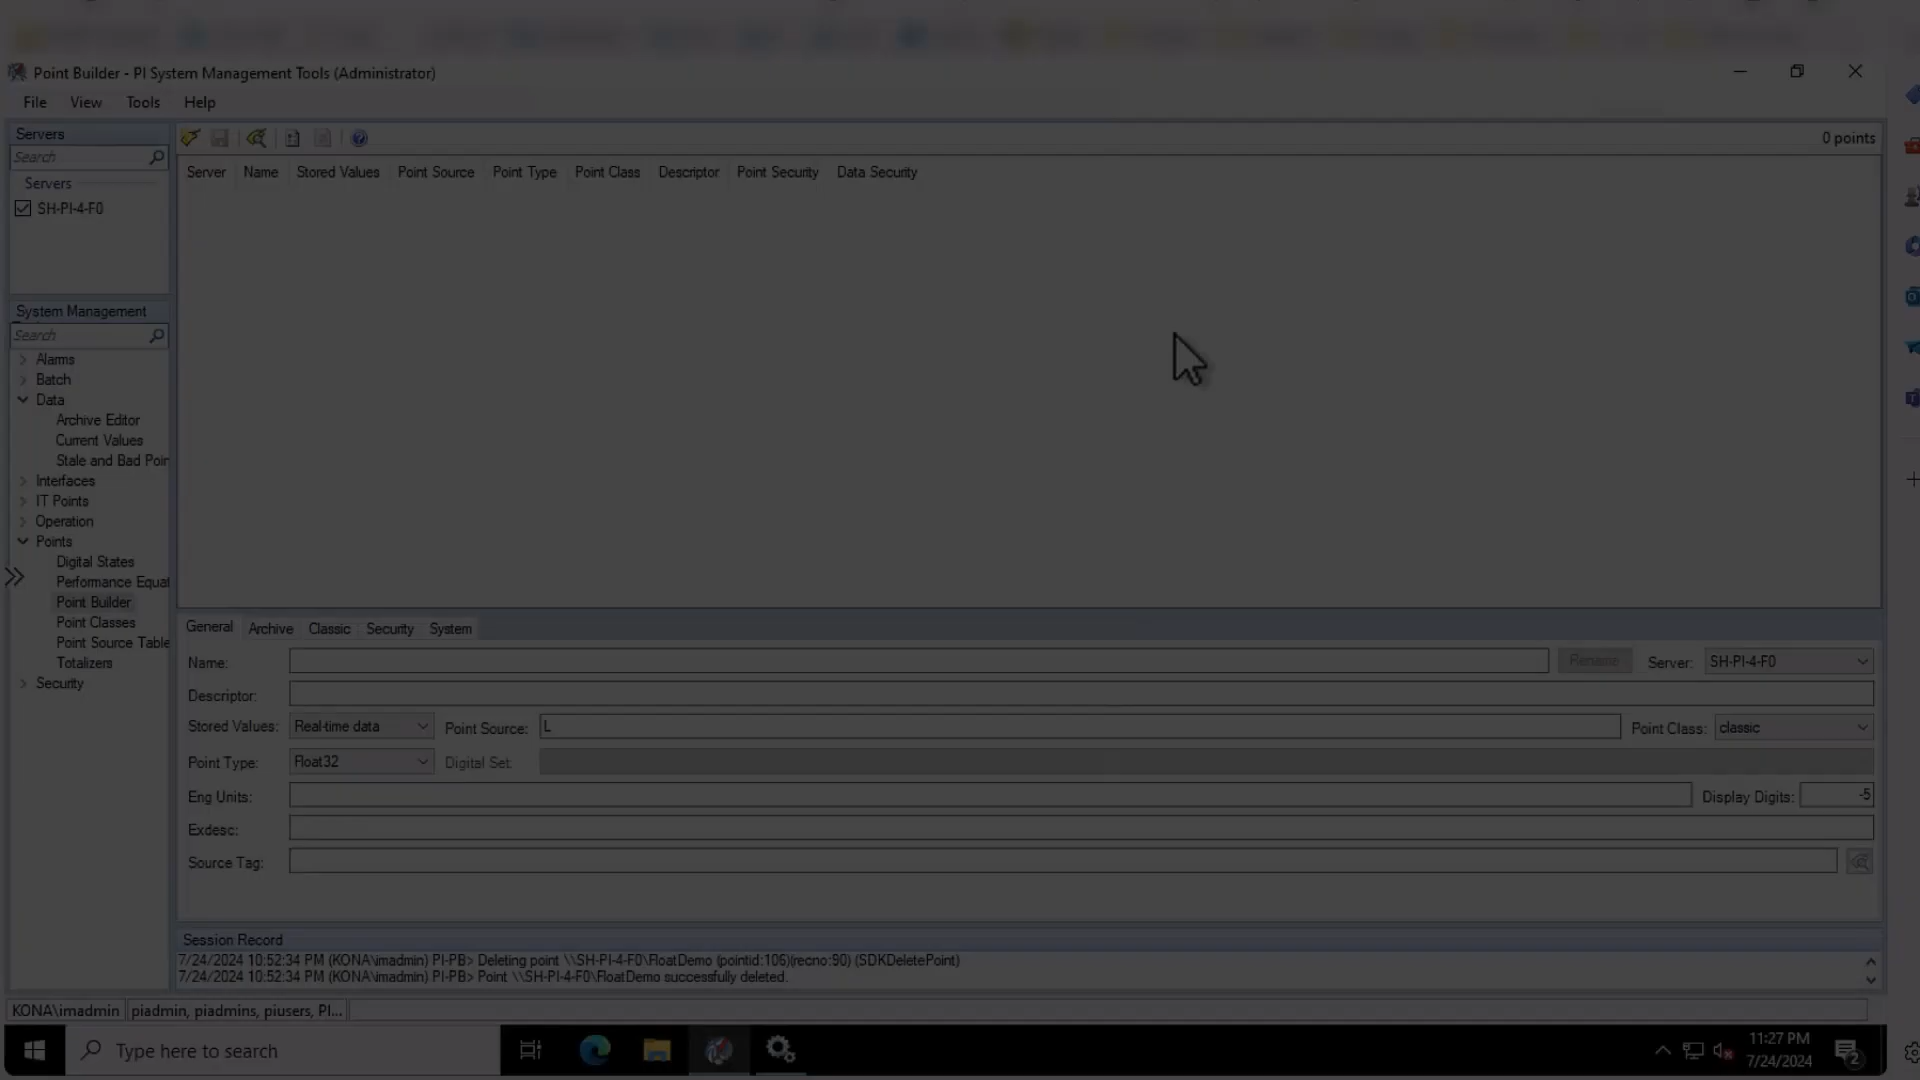 Point Builder - PI System Management Tools (Administrator)
File View Tools Help
Servers
Search
Servers
SH-PI-4-F0
System Management
Search
Alarms
Batch
Data
Archive Editor
Current Values
Stale and Bad Poin
Interfaces
IT Points
Operation
Points
Digital States
Performance Equat
Point Builder
Point Classes
Point Source Table
Totalizers
Security
0 points
Server Name Stored Values Point Source Point Type Point Class Descriptor Point Security Data Security
General Archive Classic Security System
Name: Rename Server: SH-PI-4-F0
Descriptor:
Stored Values: Real-time data Point Source: L Point Class: classic
Point Type: Float32 Digital Set:
Eng Units: Display Digits: -5
Exdesc:
Source Tag:
Session Record
7/24/2024 10:52:34 PM (KONA\imadmin) PI-PB> Deleting point \\SH-PI-4-F0\FloatDemo (pointid:106)(recno:90) (SDKDeletePoint)
7/24/2024 10:52:34 PM (KONA\imadmin) PI-PB> Point \\SH-PI-4-F0\FloatDemo successfully deleted.
KONA\imadmin piadmin, piadmins, piusers, PI...
Type here to search
11:27 PM
7/24/2024
2